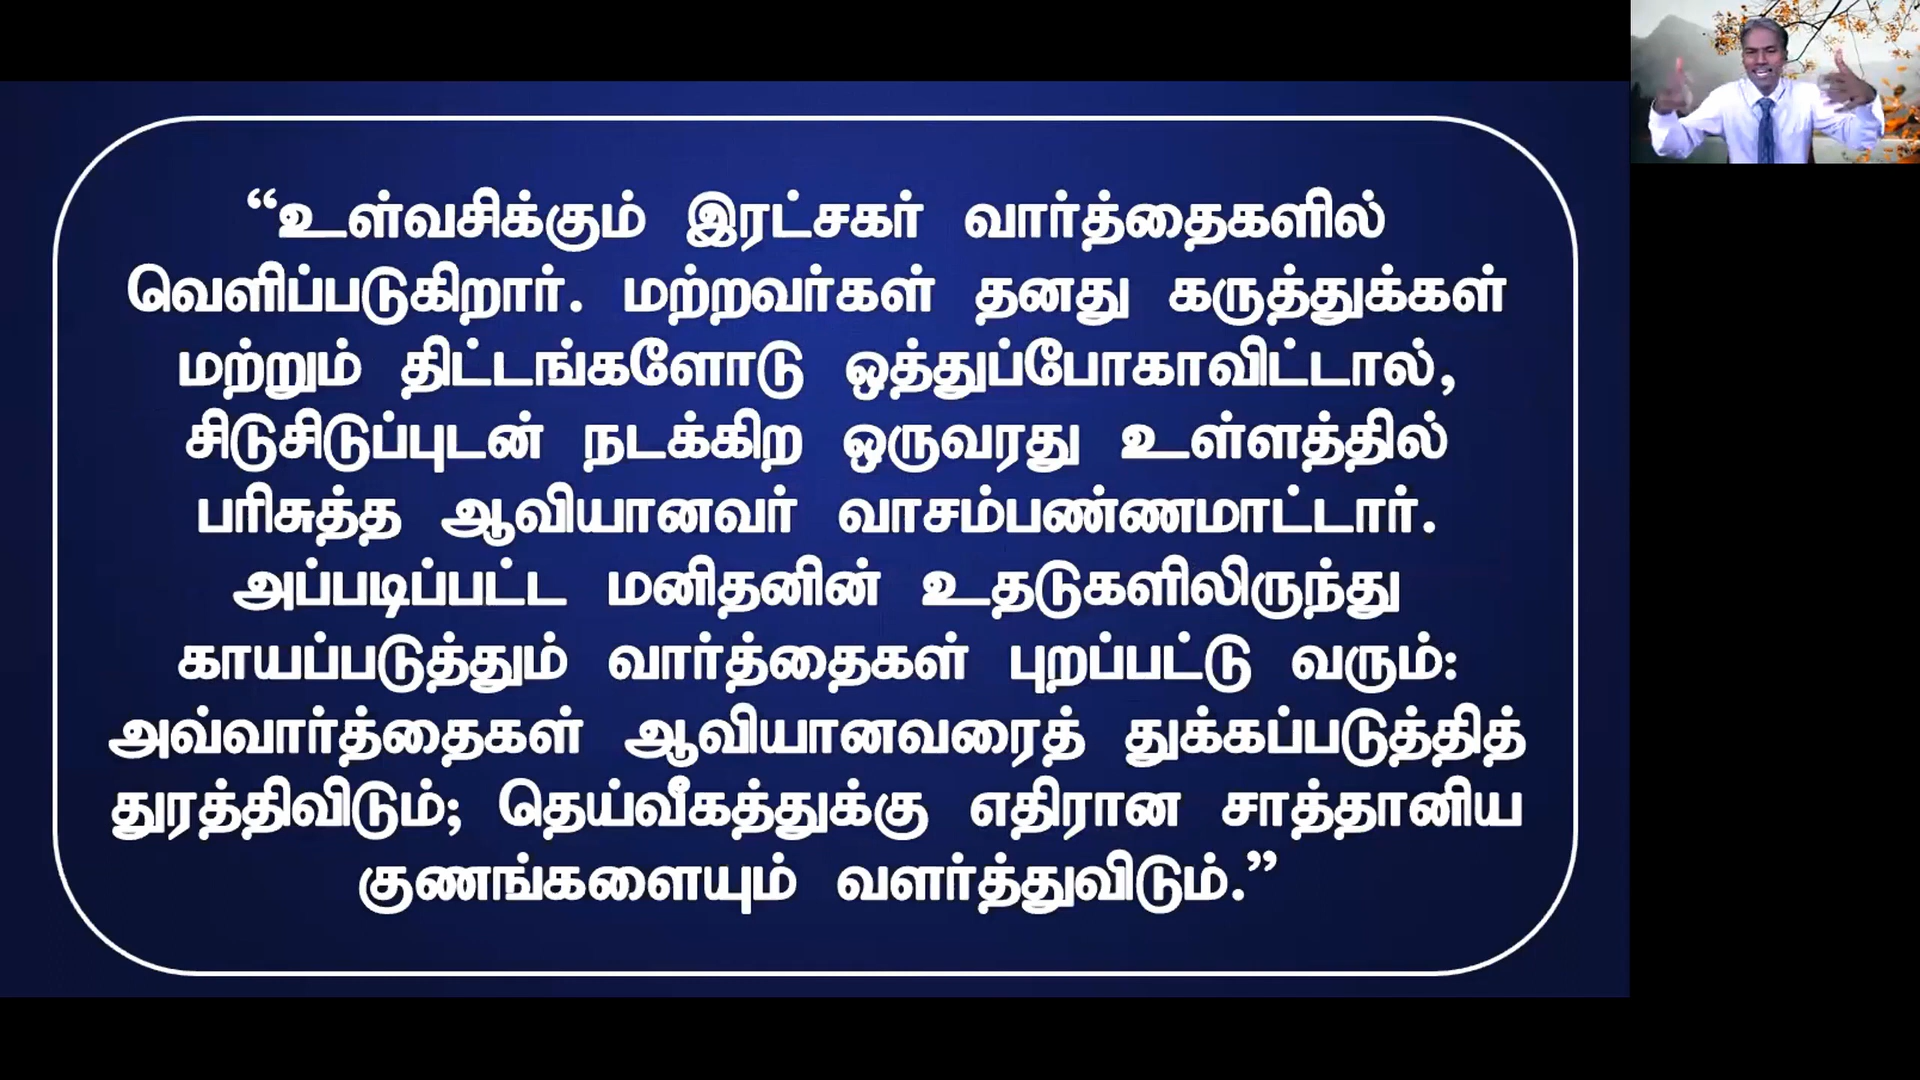 “உள்வசிக்கும் இரட்சகர் வார்த்தைகளில்
வெளிப்படுகிறார். மற்றவர்கள் தனது கருத்துக்கள்
மற்றும் திட்டங்களோடு ஒத்துப்போகாவிட்டால்,
சிடுசிடுப்புடன் நடக்கிற ஒருவரது உள்ளத்தில்
பரிசுத்த ஆவியானவர் வாசம்பண்ணமாட்டார்.
அப்படிப்பட்ட மனிதனின் உதடுகளிலிருந்து
காயப்படுத்தும் வார்த்தைகள் புறப்பட்டு வரும்:
அவ்வார்த்தைகள் ஆவியானவரைத் துக்கப்படுத்தித்
துரத்திவிடும்; தெய்வீகத்துக்கு எதிரான சாத்தானிய
குணங்களையும் வளர்த்துவிடும்.”